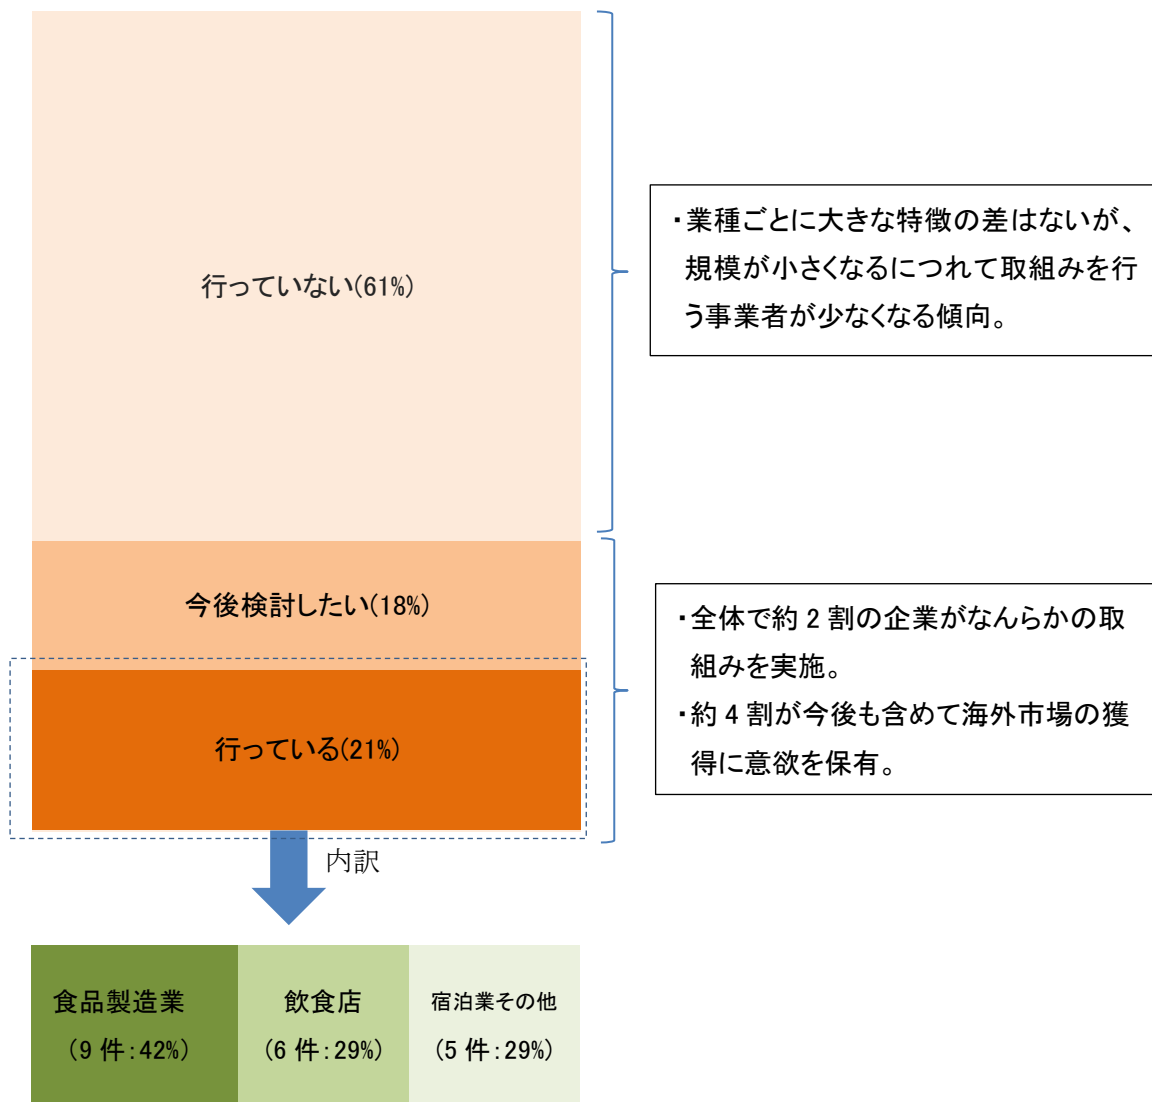 行っていない(61%)
・業種ごとに大きな特徴の差はないが、
規模が小さくなるにつれて取組みを行
う事業者が少なくなる傾向。
今後検討したい(18%)
行っている(21%)
・全体で約 2 割の企業がなんらかの取
組みを実施。
・約 4 割が今後も含めて海外市場の獲
得に意欲を保有。
内訳
食品製造業
(9 件:42%)
飲食店
(6 件:29%)
宿泊業その他
(5 件:29%)